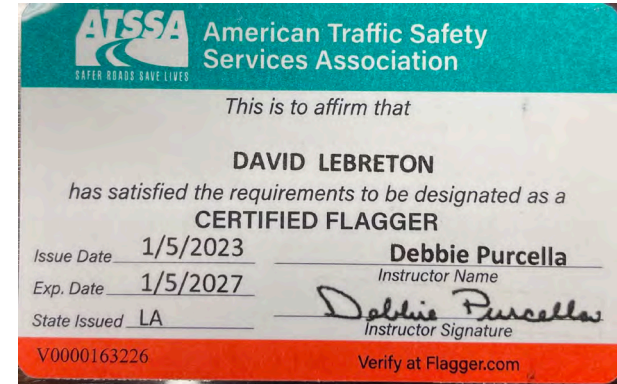 ATSSA
SAFER ROADS SAVE LIVES
American Traffic Safety
Services Association
This is to affirm that
DAVID LEBRETON
has satisfied the requirements to be designated as a
CERTIFIED FLAGGER
Issue Date 1/5/2023
Debbie Purcella
Instructor Name
Exp. Date 1/5/2027
Debbie Purcella
State Issued LA
Instructor Signature
V0000163226
Verify at Flagger.com